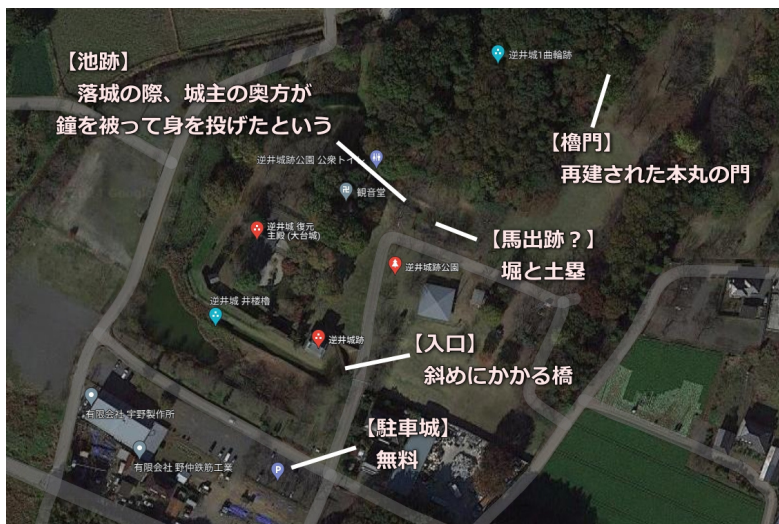 逆井城1曲輪跡
【池跡】
落城の際、城主の奥方が
鐘を被って身を投げたという
【櫓門】
再建された本丸の門
逆井城跡公園 公衆トイレ
観音堂
逆井城 復元
主殿 (大台城)
【馬出跡？】
堀と土塁
逆井城跡公園
逆井城 井楼櫓
逆井城跡
【入口】
斜めにかかる橋
有限会社 宇野製作所
【駐車城】
無料
有限会社 野仲鉄筋工業
P